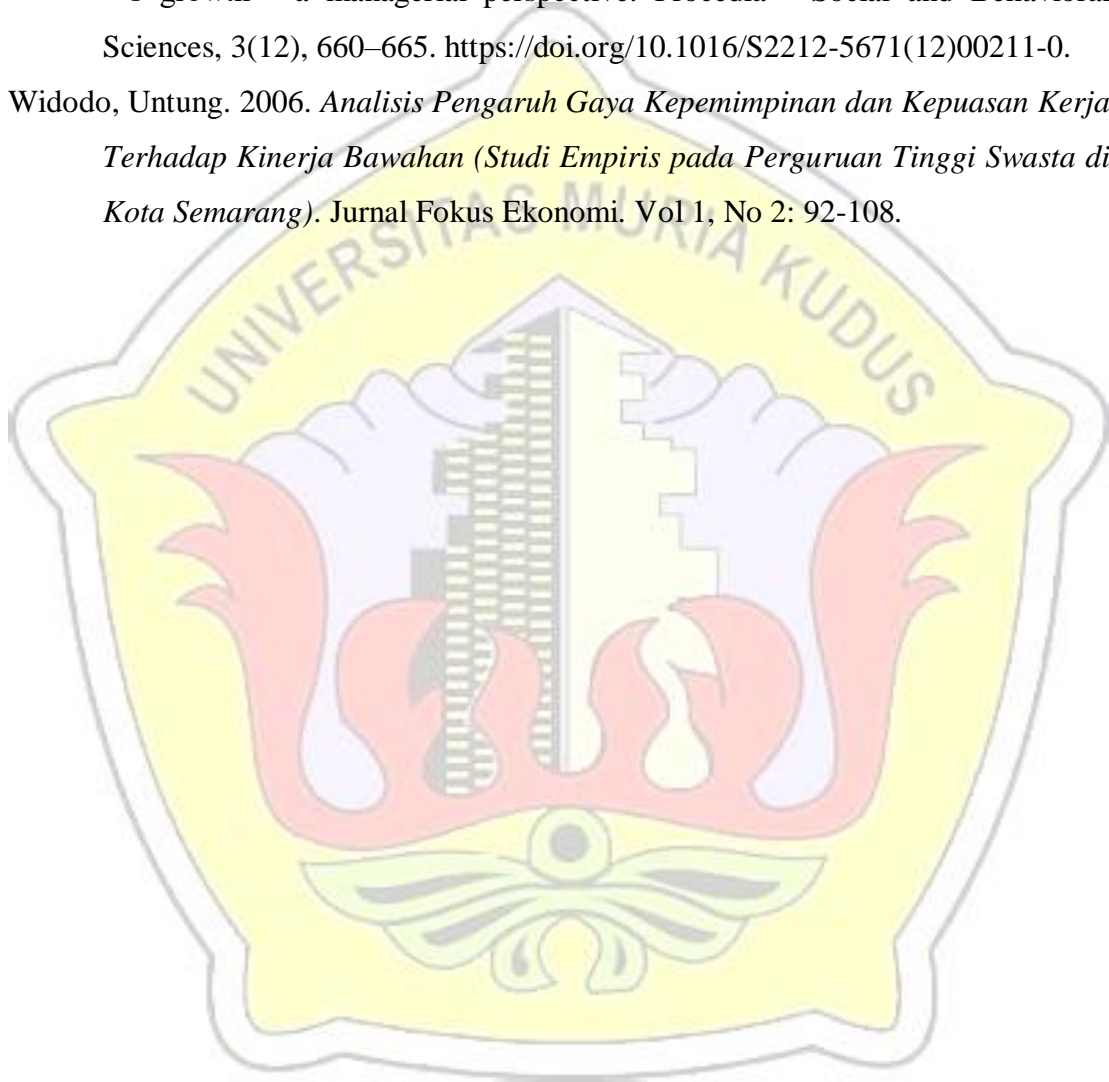 growth – a managerial perspective. Procedia - Social and Behavioral
Sciences, 3(12), 660–665. https://doi.org/10.1016/S2212-5671(12)00211-0.
Widodo, Untung. 2006. Analisis Pengaruh Gaya Kepemimpinan dan Kepuasan Kerja
Terhadap Kinerja Bawahan (Studi Empiris pada Perguruan Tinggi Swasta di
Kota Semarang). Jurnal Fokus Ekonomi. Vol 1, No 2: 92-108.
UNIVERSITAS MURIA KUDUS